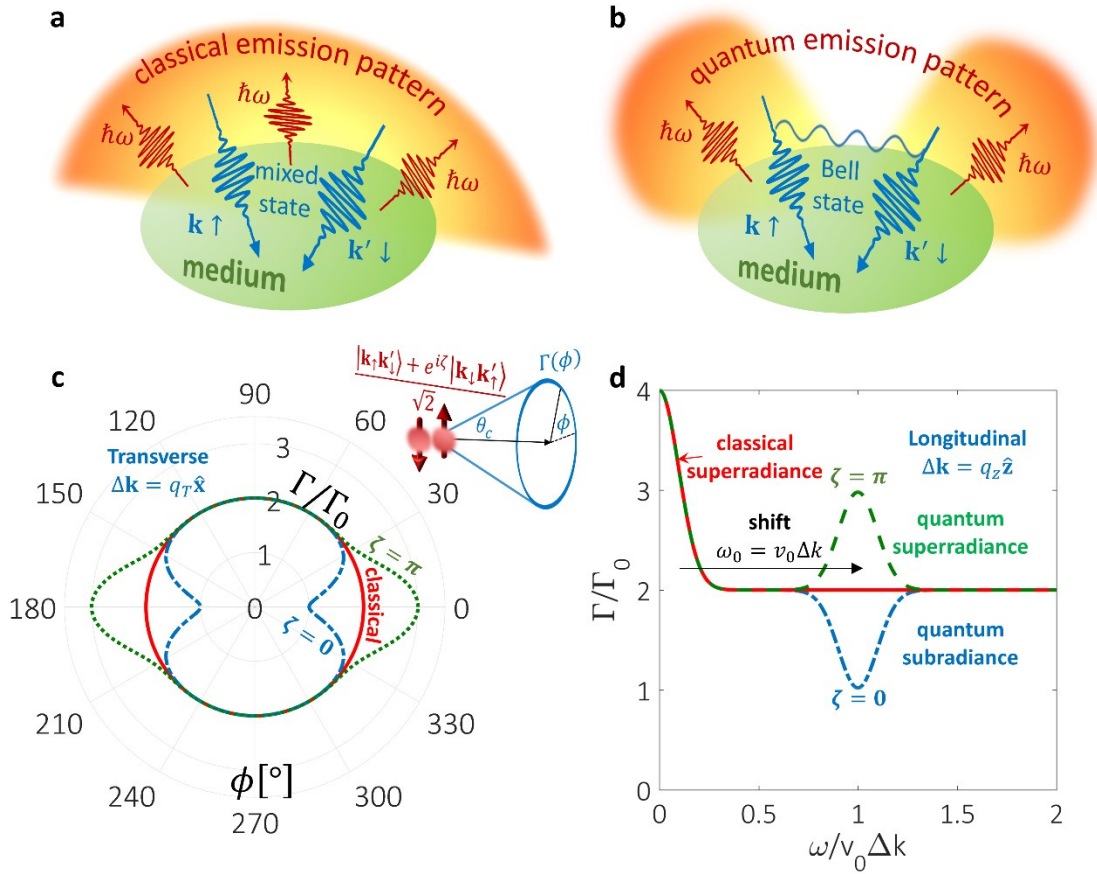 a
classical emission pattern
ħω
ħω
ħω
mixed
state
k ↑
k′ ↓
medium
b
quantum emission pattern
ħω
ħω
Bell
state
k ↑
k′ ↓
medium
c
|k↑k′↓⟩ + e^{iζ}|k↓k′↑⟩
√2
θ_c
Γ(ϕ)
ϕ
90
120
60
150
30
180
0
210
330
240
300
270
Transverse
Δk = q_T x̂
Γ/Γ₀
3
2
1
0
ζ = π
classical
ζ = 0
ϕ[°]
d
4
3
2
1
0
Γ/Γ₀
classical
superradiance
Longitudinal
Δk = q_z ẑ
ζ = π
shift
ω₀ = v₀Δk
quantum
superradiance
quantum
subradiance
ζ = 0
0
0.5
1
1.5
2
ω/v₀Δk